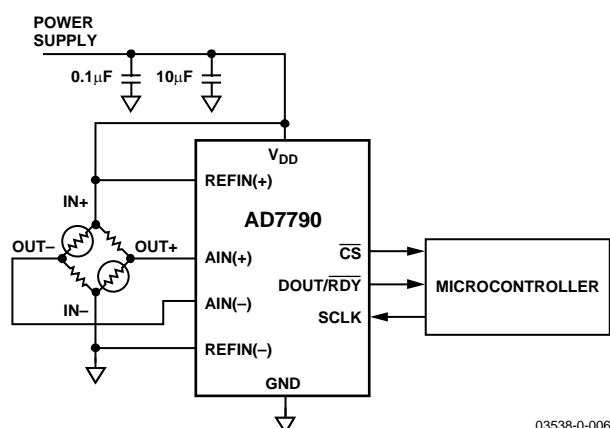 POWER
SUPPLY
0.1µF
10µF
VDD
REFIN(+)
IN+
AD7790
OUT–
OUT+
AIN(+)
CS
DOUT/RDY
MICROCONTROLLER
AIN(–)
SCLK
IN–
REFIN(–)
GND
03538-0-006